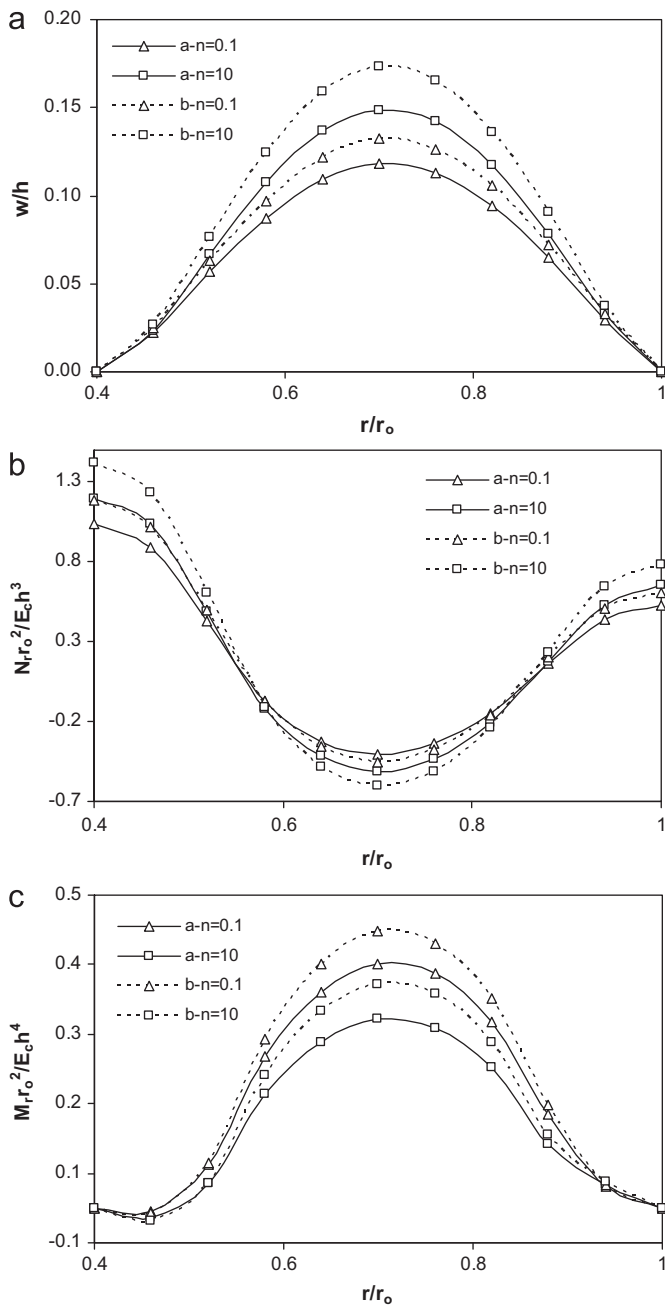 a
0.20
0.15
0.10
0.05
0.00
w/h
a-n=0.1
a-n=10
b-n=0.1
b-n=10
0.4
0.6
0.8
1
r/rₒ
b
1.3
0.8
0.3
-0.2
-0.7
Nᵣrₒ²/E꜀h³
a-n=0.1
a-n=10
b-n=0.1
b-n=10
0.4
0.6
0.8
1
r/rₒ
c
0.5
0.4
0.3
0.2
0.1
-0.1
Mᵣrₒ²/E꜀h⁴
a-n=0.1
a-n=10
b-n=0.1
b-n=10
0.4
0.6
0.8
1
r/rₒ